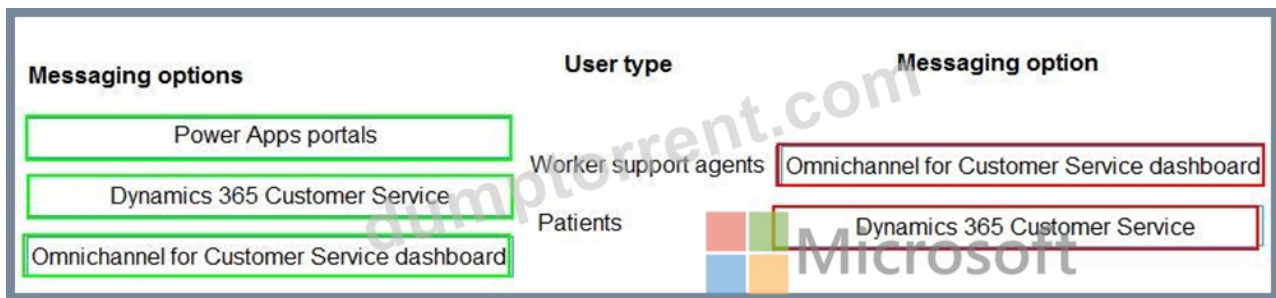 Messaging options
User type
Messaging option
Power Apps portals
Dynamics 365 Customer Service
Omnichannel for Customer Service dashboard
Worker support agents
Omnichannel for Customer Service dashboard
Patients
Dynamics 365 Customer Service
dumptorrent.com
Microsoft